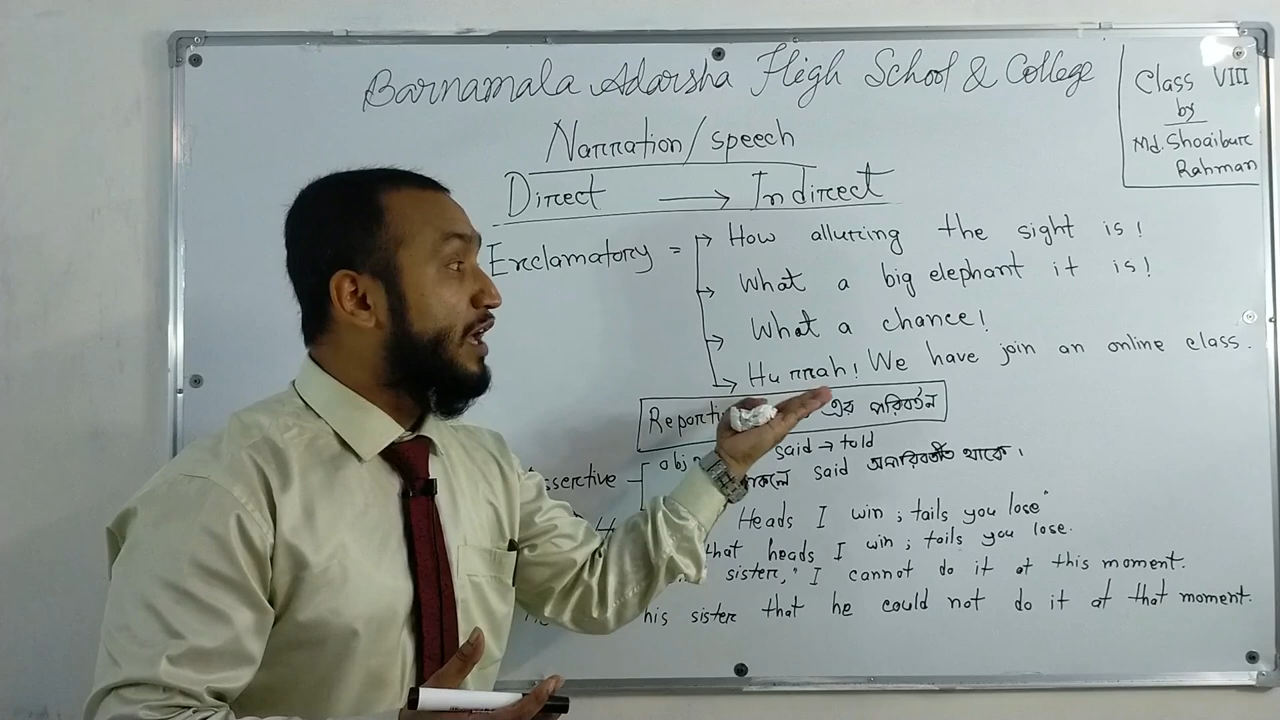 Barnamala Adarsha High School & College
Class VIII
by
Md. Shoaibur
Rahman
Narration/speech
Direct → Indirect
Exclamatory = How alluring the sight is!
What a big elephant it is!
What a chance!
Hurrah! We have join an online class.
এর পরিবর্তন
said → told
said অপরিবর্তীত থাকে।
Heads I win; tails you lose"
that heads I win; tails you lose.
sister, "I cannot do it at this moment.
his sister that he could not do it at that moment.